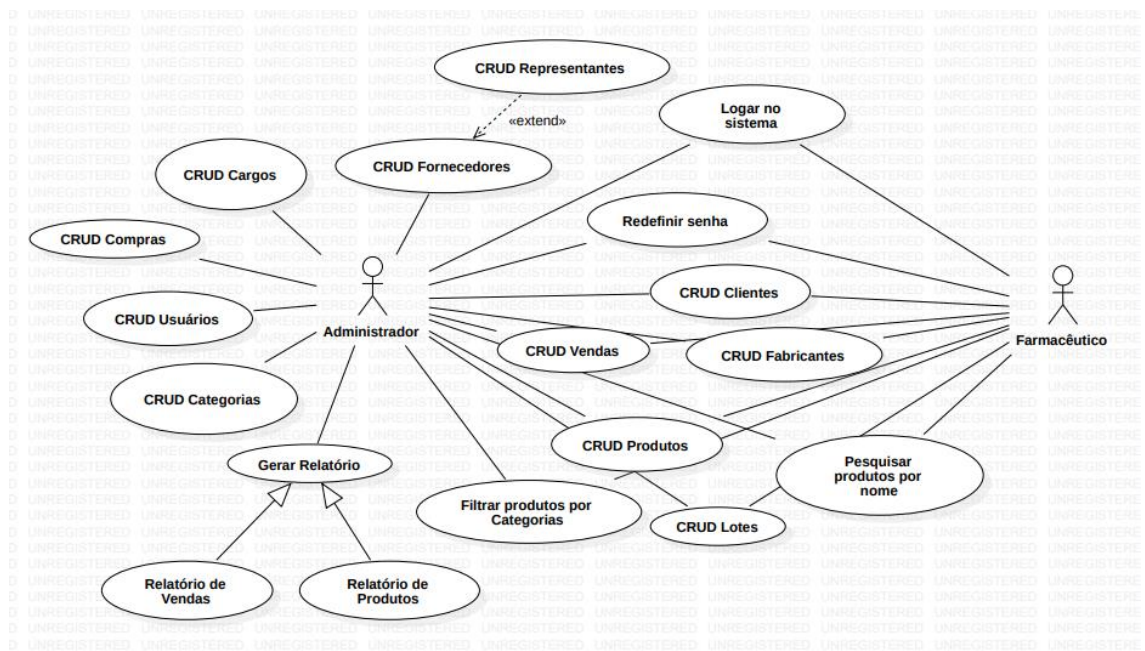 CRUD Representantes
«extend»
Logar no
sistema
CRUD Fornecedores
CRUD Cargos
Redefinir senha
CRUD Compras
CRUD Clientes
CRUD Usuários
Administrador
Farmacêutico
CRUD Vendas
CRUD Fabricantes
CRUD Categorias
CRUD Produtos
Gerar Relatório
Pesquisar
produtos por
nome
Filtrar produtos por
Categorias
CRUD Lotes
Relatório de
Vendas
Relatório de
Produtos
UNREGISTERED